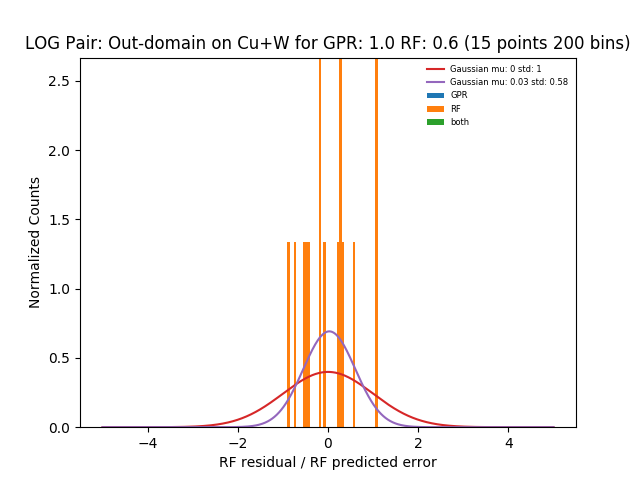 LOG Pair: Out-domain on Cu+W for GPR: 1.0 RF: 0.6 (15 points 200 bins)
Gaussian mu: 0 std: 1
Gaussian mu: 0.03 std: 0.58
GPR
RF
both
Normalized Counts
2.5
2.0
1.5
1.0
0.5
0.0
−4 −2 0 2 4
RF residual / RF predicted error